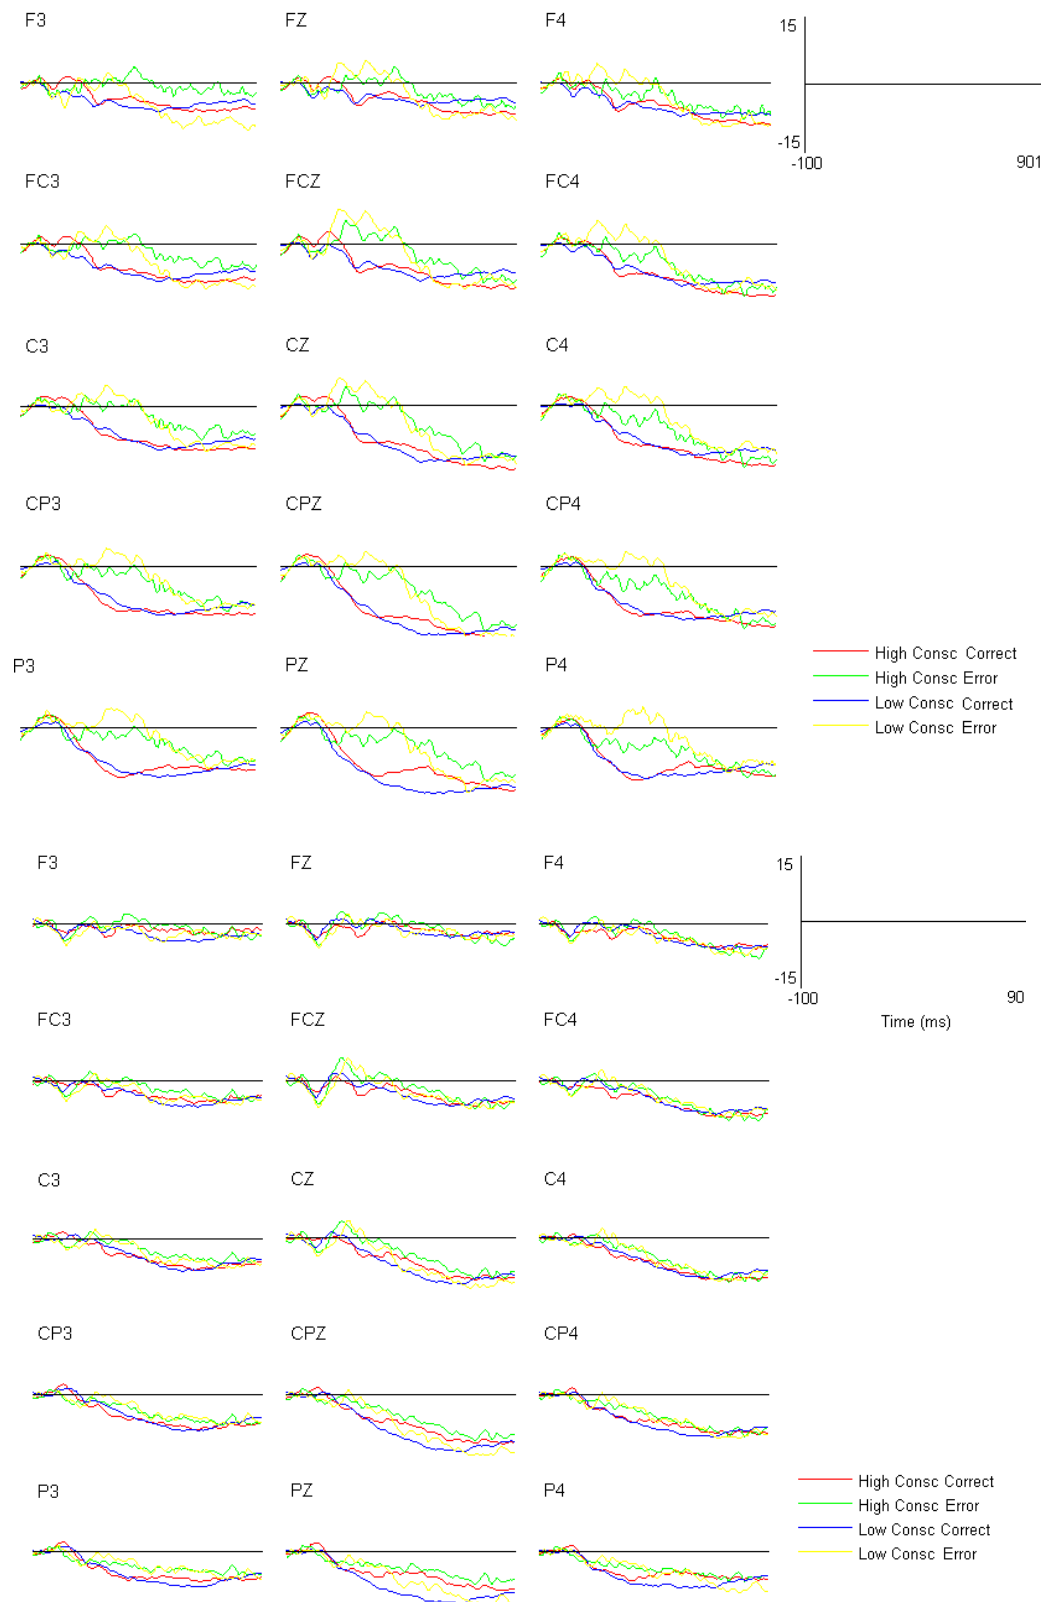 F3 FZ F4 15
-15
-100 901
FC3 FCZ FC4
C3 CZ C4
CP3 CPZ CP4
High Consc Correct
P3 PZ P4
High Consc Error
Low Consc Correct
Low Consc Error
F3 FZ F4 15
-15
-100 90
FC3 FCZ FC4 Time (ms)
C3 CZ C4
CP3 CPZ CP4
High Consc Correct
P3 PZ P4
High Consc Error
Low Consc Correct
Low Consc Error